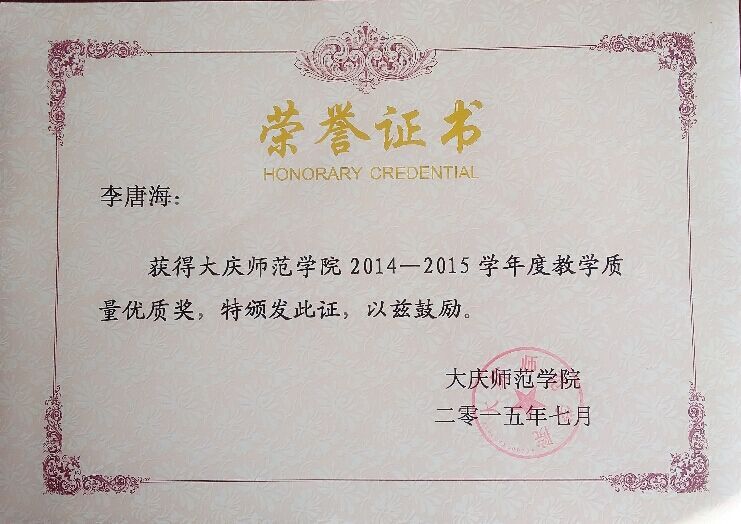 荣誉证书
HONORARY CREDENTIAL
李唐海：
获得大庆师范学院 2014—2015 学年度教学质
量优质奖，特颁发此证，以兹鼓励。
大庆师范学院
二零一五年七月